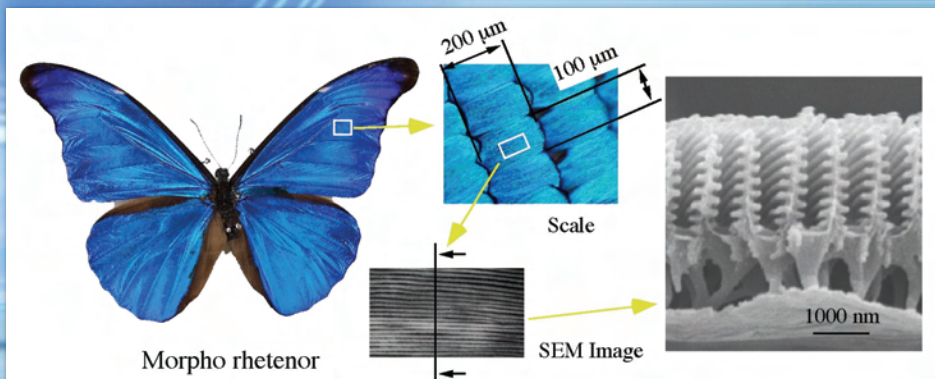 200 μm
100 μm
Scale
Morpho rhetenor
SEM Image
1000 nm